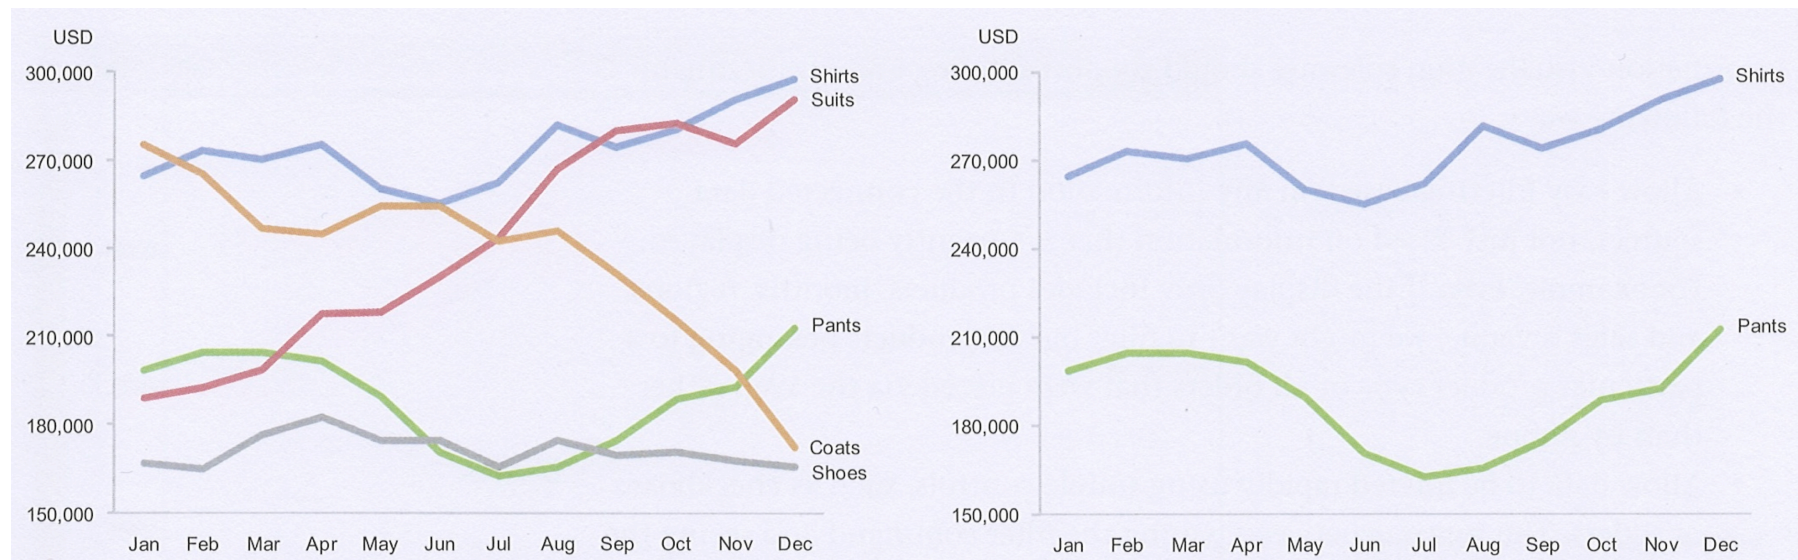 USD
300,000
270,000
240,000
210,000
180,000
150,000
Jan Feb Mar Apr May Jun Jul Aug Sep Oct Nov Dec
Shirts
Suits
Pants
Coats
Shoes
USD
300,000
270,000
240,000
210,000
180,000
150,000
Jan Feb Mar Apr May Jun Jul Aug Sep Oct Nov Dec
Shirts
Pants